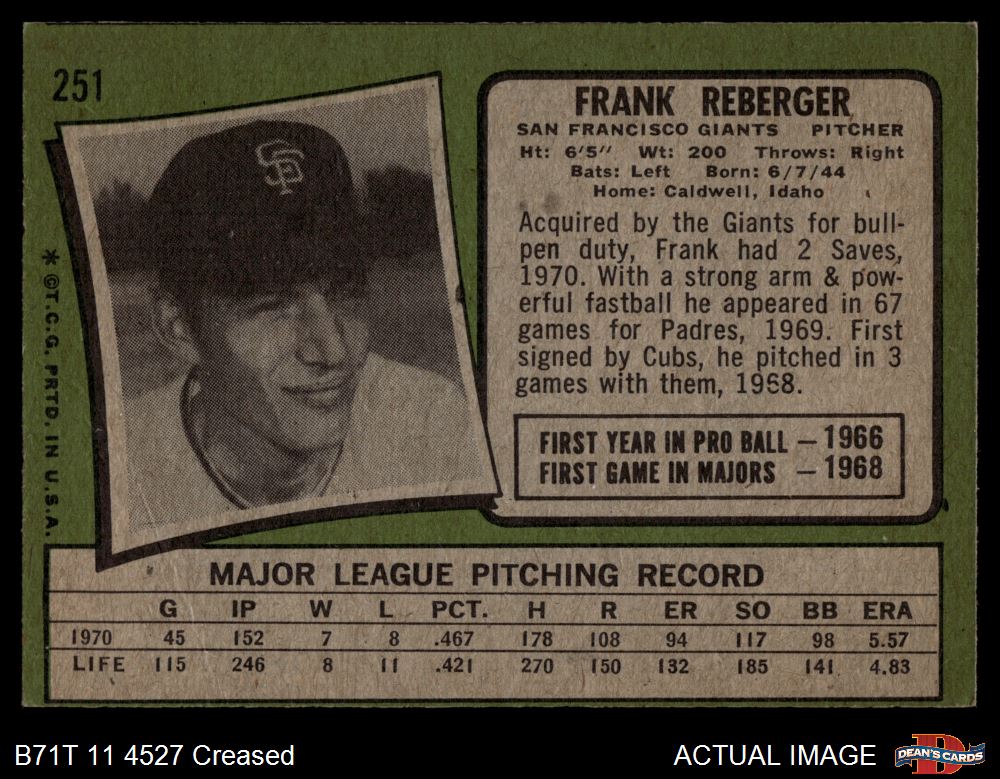 251
FRANK REBERGER
SAN FRANCISCO GIANTS PITCHER
Ht: 6'5" Wt: 200 Throws: Right
Bats: Left Born: 6/7/44
Home: Caldwell, Idaho
Acquired by the Giants for bull-
pen duty, Frank had 2 Saves,
1970. With a strong arm & pow-
erful fastball he appeared in 67
games for Padres, 1969. First
signed by Cubs, he pitched in 3
games with them, 1968.
FIRST YEAR IN PRO BALL – 1966
FIRST GAME IN MAJORS – 1968
SF
*©T.C.G. PRTD. IN U.S.A.
MAJOR LEAGUE PITCHING RECORD
G IP W L PCT. H R ER SO BB ERA
1970 45 152 7 8 .467 178 108 94 117 98 5.57
LIFE 115 246 8 11 .421 270 150 132 185 141 4.83
B71T 11 4527 Creased
ACTUAL IMAGE
D
DEAN'S CARDS